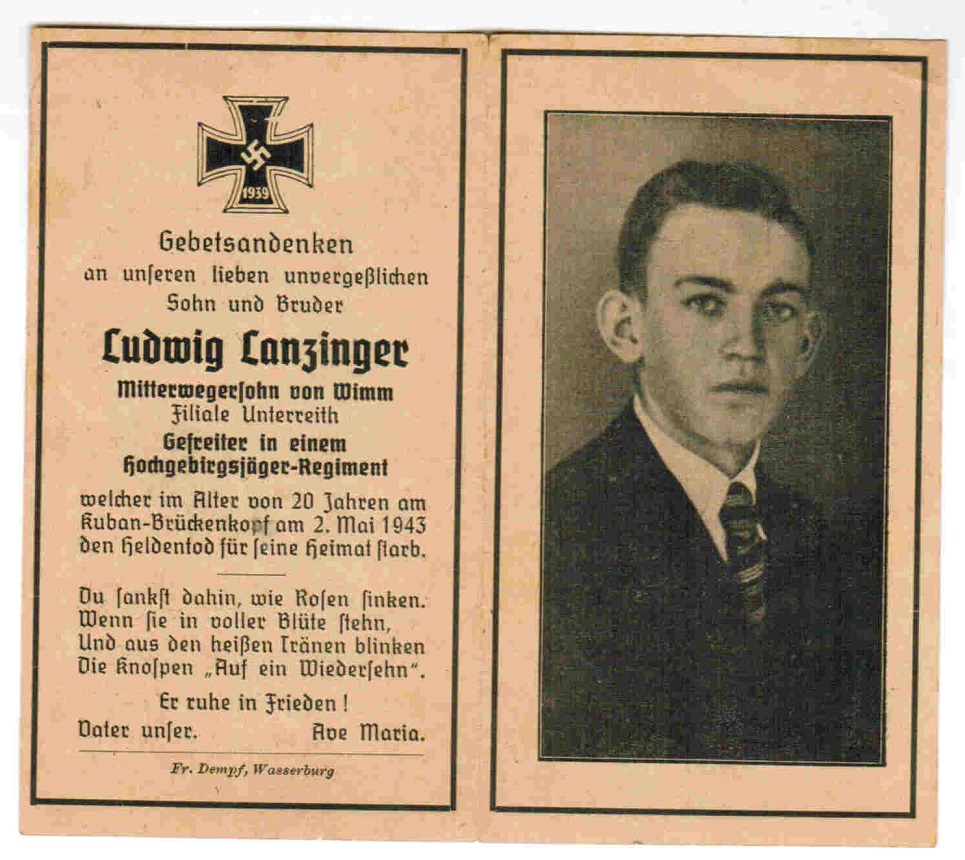 1939
Gebetsandenken
an unseren lieben unvergeßlichen
Sohn und Bruder
Ludwig Lanzinger
Mitterwegersohn von Wimm
Filiale Unterreith
Gefreiter in einem
Hochgebirgsjäger-Regiment
welcher im Alter von 20 Jahren am
Kuban-Brückenkopf am 2. Mai 1943
den Heldentod für seine Heimat starb.
Du sankst dahin, wie Rosen sinken.
Wenn sie in voller Blüte stehn,
Und aus den heißen Tränen blinken
Die Knospen „Auf ein Wiedersehn“.
Er ruhe in Frieden!
Vater unser. Ave Maria.
Fr. Dempf, Wasserburg